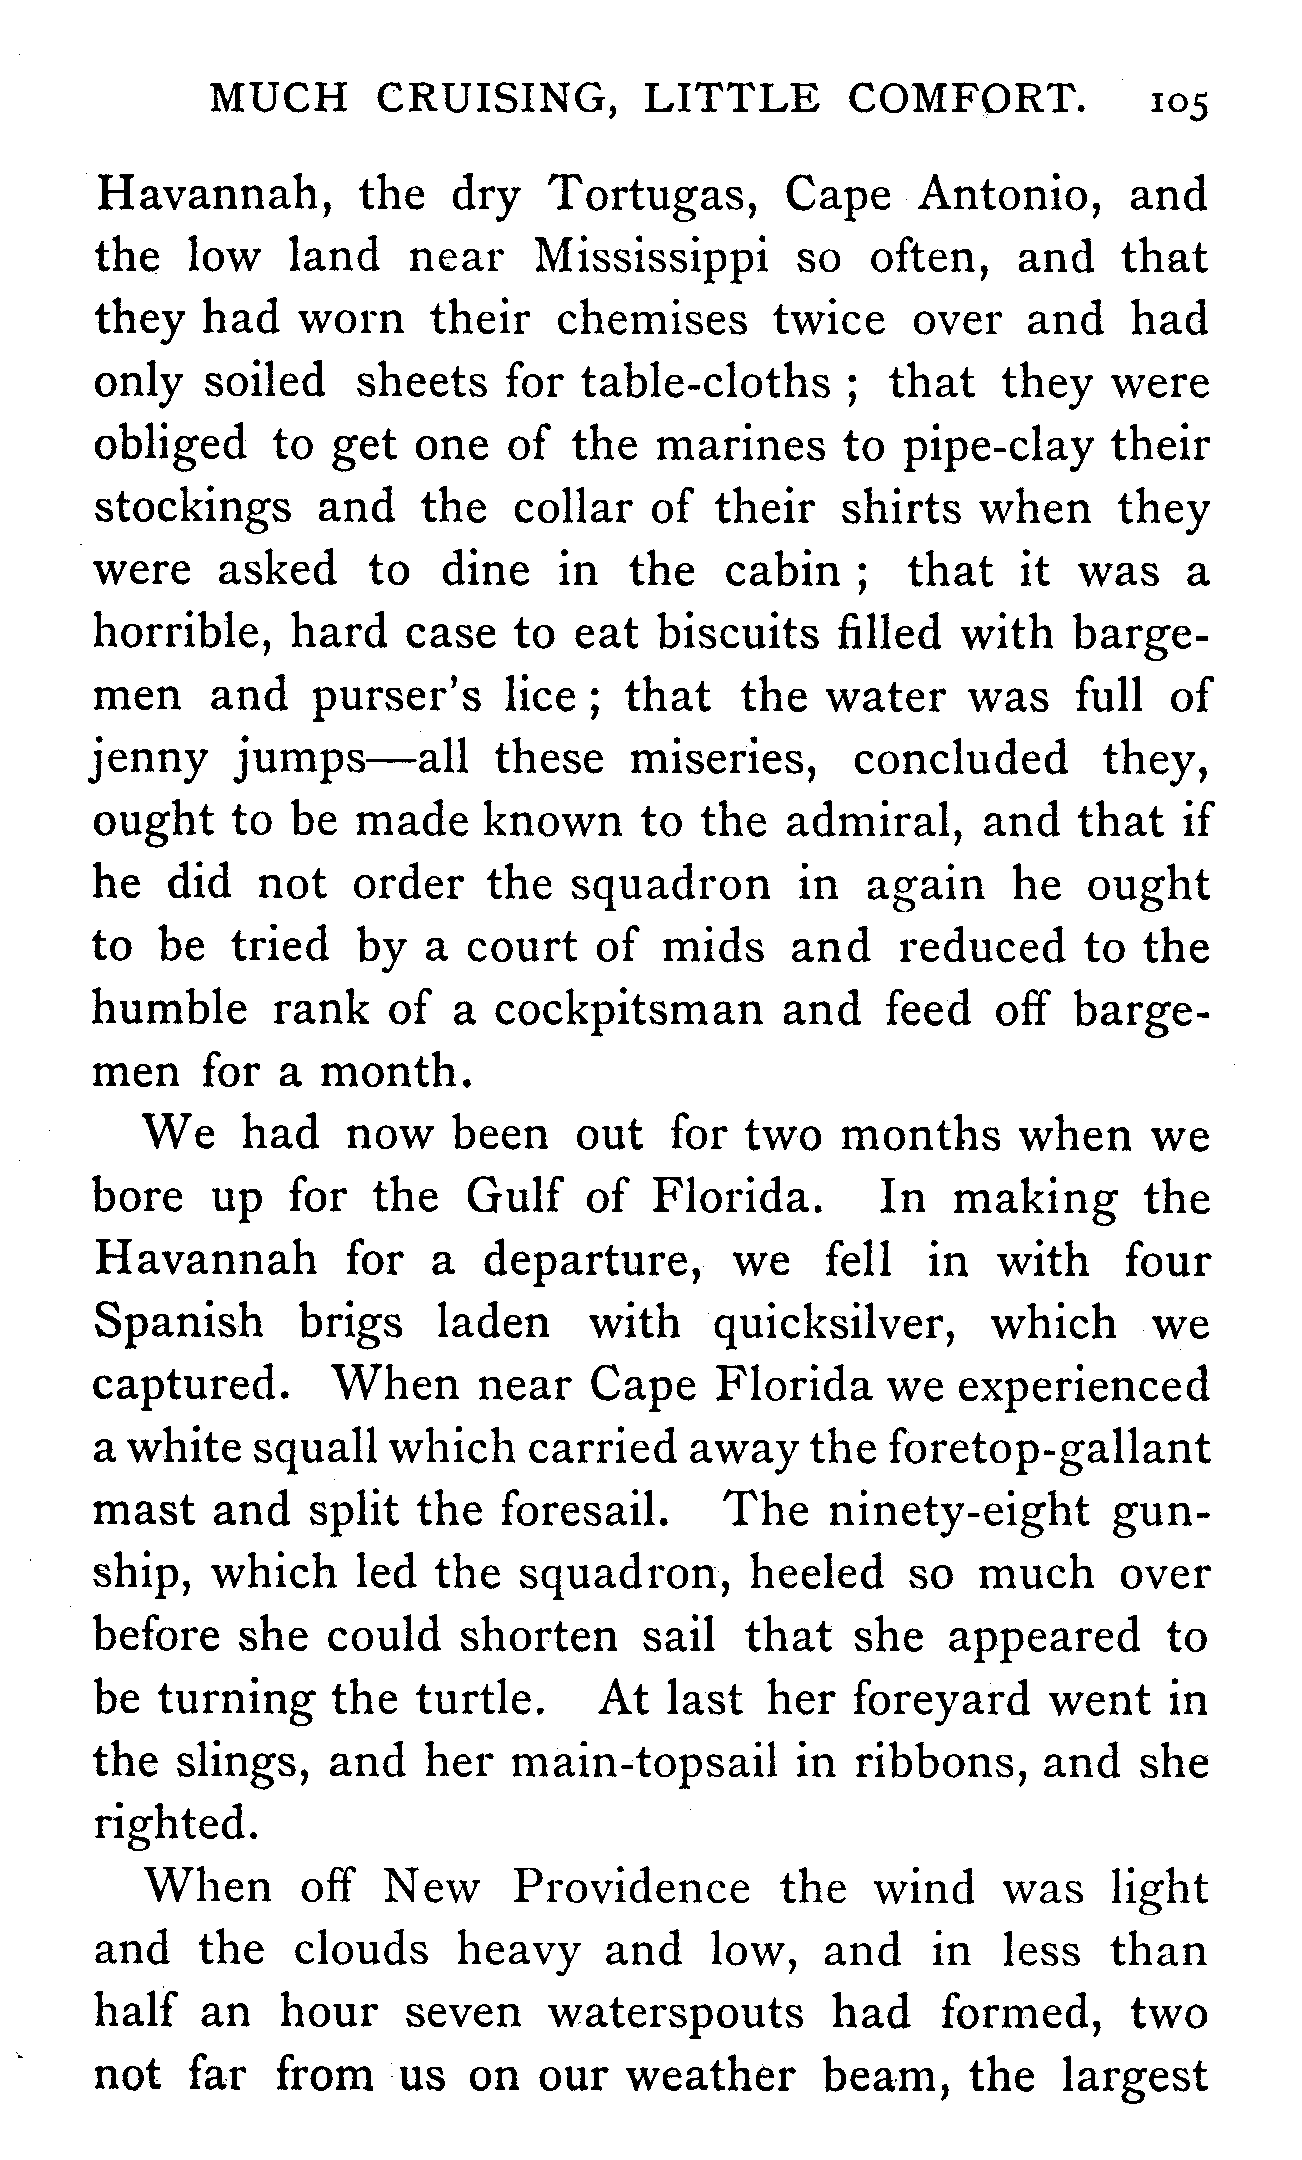 MUCH CRUISING, LITTLE COMFORT. 105
Havannah, the dry Tortugas, Cape Antonio, and
the low land near Mississippi so often, and that
they had worn their chemises twice over and had
only soiled sheets for table-cloths ; that they were
obliged to get one of the marines to pipe-clay their
stockings and the collar of their shirts when they
were asked to dine in the cabin ; that it was a
horrible, hard case to eat biscuits filled with barge-
men and purser's lice ; that the water was full of
jenny jumps—all these miseries, concluded they,
ought to be made known to the admiral, and that if
he did not order the squadron in again he ought
to be tried by a court of mids and reduced to the
humble rank of a cockpitsman and feed off barge-
men for a month.
We had now been out for two months when we
bore up for the Gulf of Florida. In making the
Havannah for a departure, we fell in with four
Spanish brigs laden with quicksilver, which we
captured. When near Cape Florida we experienced
a white squall which carried away the foretop-gallant
mast and split the foresail. The ninety-eight gun-
ship, which led the squadron, heeled so much over
before she could shorten sail that she appeared to
be turning the turtle. At last her foreyard went in
the slings, and her main-topsail in ribbons, and she
righted.
When off New Providence the wind was light
and the clouds heavy and low, and in less than
half an hour seven waterspouts had formed, two
not far from us on our weather beam, the largest